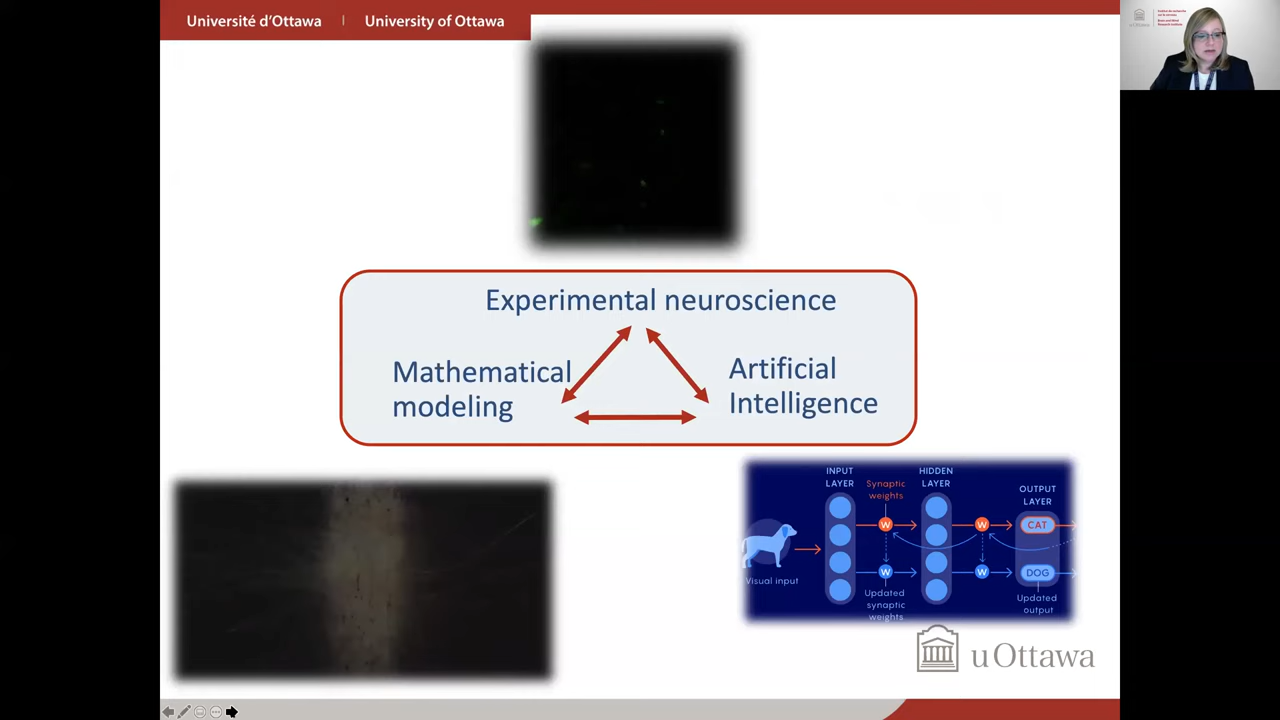 Université d'Ottawa | University of Ottawa
uOttawa
Experimental neuroscience
Mathematical
modeling
Artificial
Intelligence
INPUT
LAYER
Synaptic
weights
HIDDEN
LAYER
OUTPUT
LAYER
W
W
CAT
Visual input
W
W
DOG
Updated
synaptic
weights
Updated
output
uOttawa